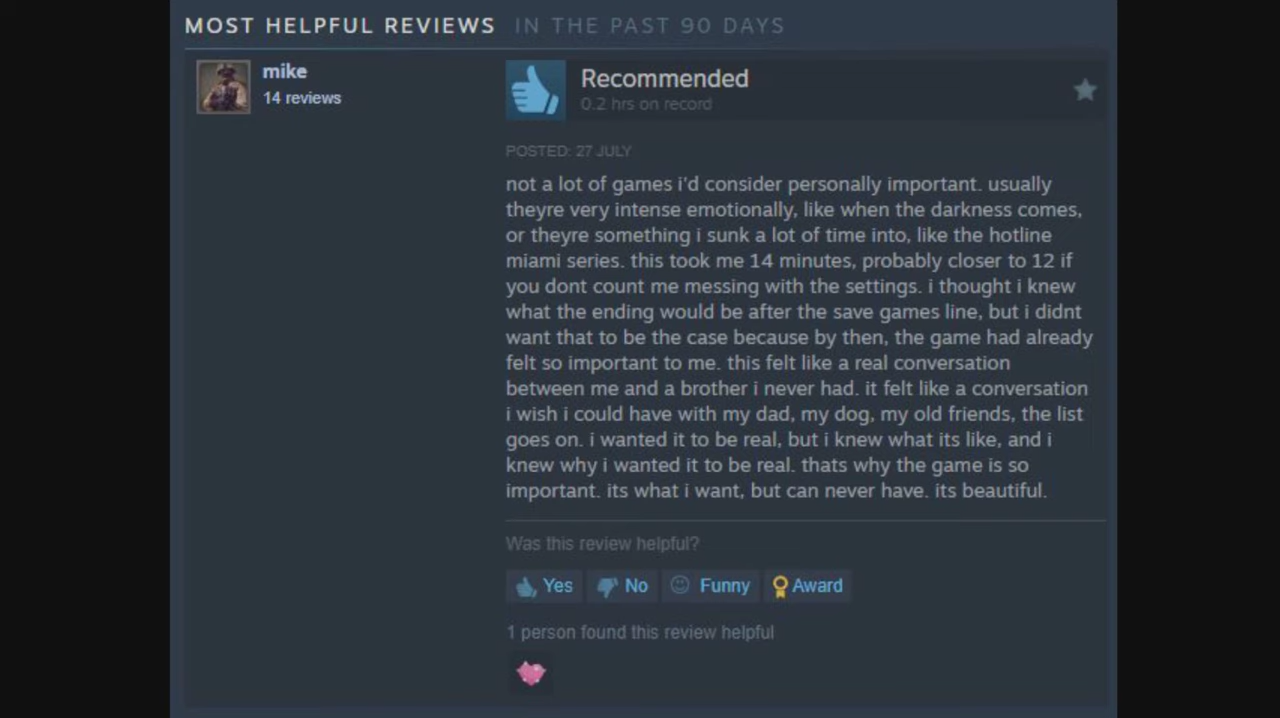 MOST HELPFUL REVIEWS IN THE PAST 90 DAYS
mike
14 reviews
Recommended
0.2 hrs on record
POSTED: 27 JULY
not a lot of games i'd consider personally important. usually
theyre very intense emotionally, like when the darkness comes,
or theyre something i sunk a lot of time into, like the hotline
miami series. this took me 14 minutes, probably closer to 12 if
you dont count me messing with the settings. i thought i knew
what the ending would be after the save games line, but i didnt
want that to be the case because by then, the game had already
felt so important to me. this felt like a real conversation
between me and a brother i never had. it felt like a conversation
i wish i could have with my dad, my dog, my old friends, the list
goes on. i wanted it to be real, but i knew what its like, and i
knew why i wanted it to be real. thats why the game is so
important. its what i want, but can never have. its beautiful.
Was this review helpful?
Yes No Funny Award
1 person found this review helpful